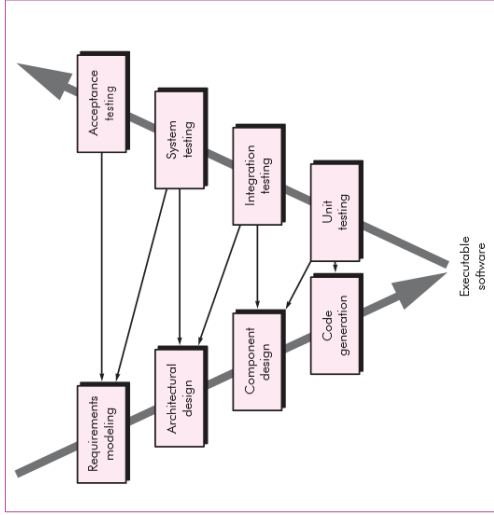 Requirements
modeling
Architectural
design
Component
design
Code
generation
Executable
software
Unit
testing
Integration
testing
System
testing
Acceptance
testing